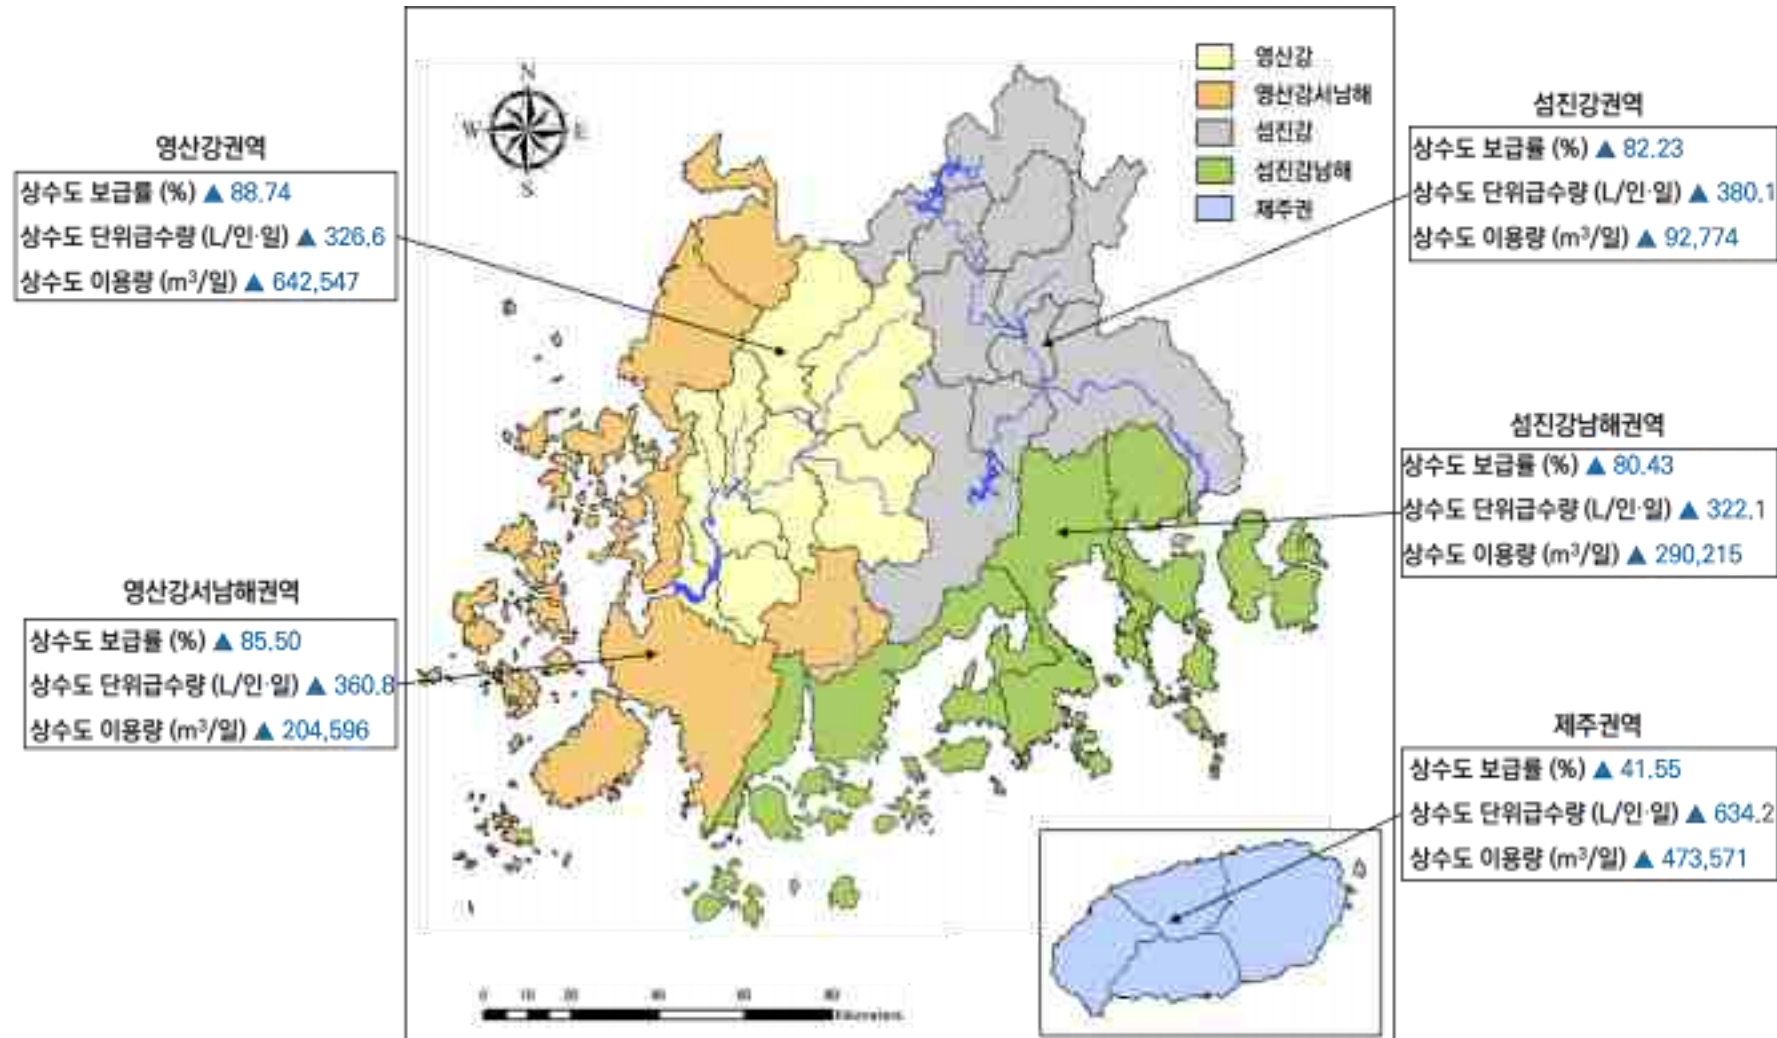 영산강
영산강서남해
섬진강
섬진강남해
제주권
N
W
E
S
영산강권역
상수도 보급률 (%) ▲ 88.74
상수도 단위급수량 (L/인·일) ▲ 326.6
상수도 이용량 (m³/일) ▲ 642,547
섬진강권역
상수도 보급률 (%) ▲ 82.23
상수도 단위급수량 (L/인·일) ▲ 380.1
상수도 이용량 (m³/일) ▲ 92,774
섬진강남해권역
상수도 보급률 (%) ▲ 80.43
상수도 단위급수량 (L/인·일) ▲ 322.1
상수도 이용량 (m³/일) ▲ 290,215
영산강서남해권역
상수도 보급률 (%) ▲ 85.50
상수도 단위급수량 (L/인·일) ▲ 360.8
상수도 이용량 (m³/일) ▲ 204,596
제주권역
상수도 보급률 (%) ▲ 41.55
상수도 단위급수량 (L/인·일) ▲ 634.2
상수도 이용량 (m³/일) ▲ 473,571
0 10 20 40 60 80
Kilometers